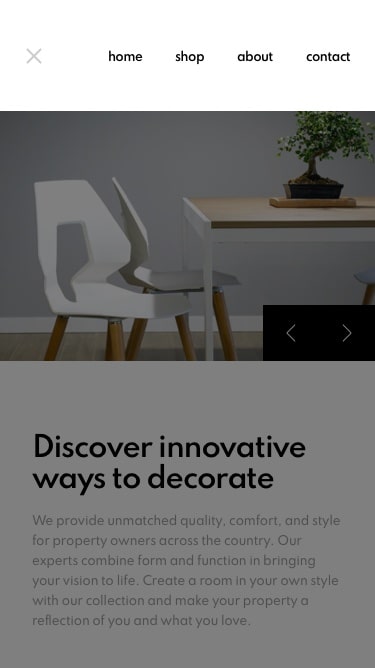 home shop about contact
Discover innovative
ways to decorate
We provide unmatched quality, comfort, and style
for property owners across the country. Our
experts combine form and function in bringing
your vision to life. Create a room in your own style
with our collection and make your property a
reflection of you and what you love.